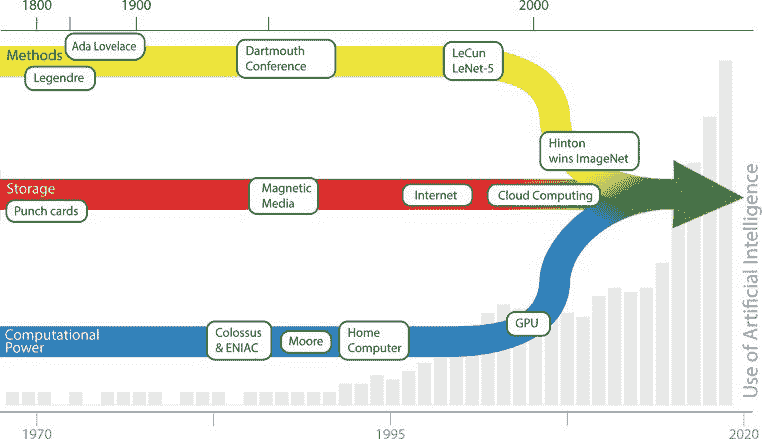 1800
1900
2000
Methods
Ada Lovelace
Legendre
Dartmouth
Conference
LeCun
LeNet-5
Hinton
wins ImageNet
Storage
Punch cards
Magnetic
Media
Internet
Cloud Computing
Computational
Power
Colossus
& ENIAC
Moore
Home
Computer
GPU
Use of Artificial Intelligence
1970
1995
2020